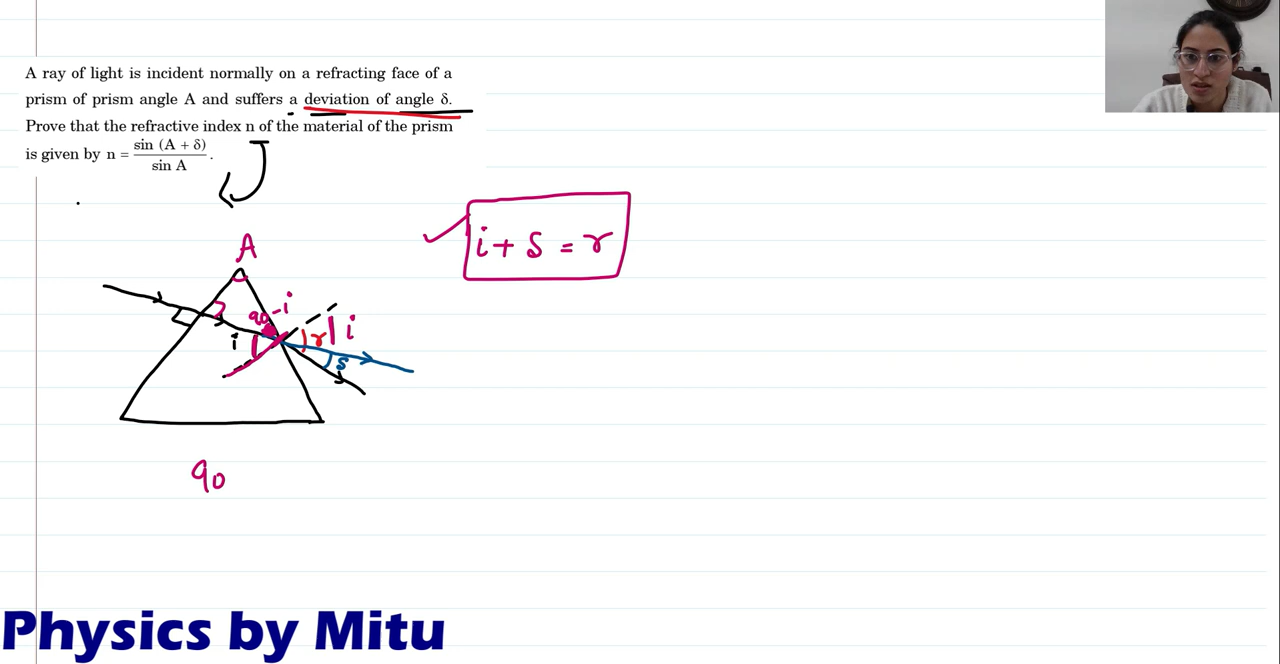 A ray of light is incident normally on a refracting face of a
prism of prism angle A and suffers a deviation of angle δ.
Prove that the refractive index n of the material of the prism
is given by n = sin (A + δ) / sin A .
i + δ = r
A
90-i
i
r
i
δ
90
Physics by Mitu